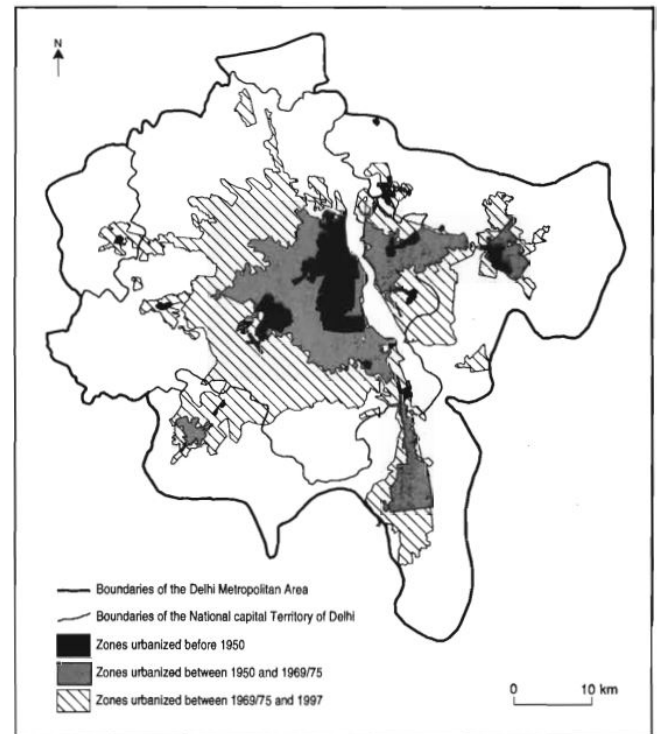 N
Boundaries of the Delhi Metropolitan Area
Boundaries of the National capital Territory of Delhi
Zones urbanized before 1950
Zones urbanized between 1950 and 1969/75
Zones urbanized between 1969/75 and 1997
0 10 km